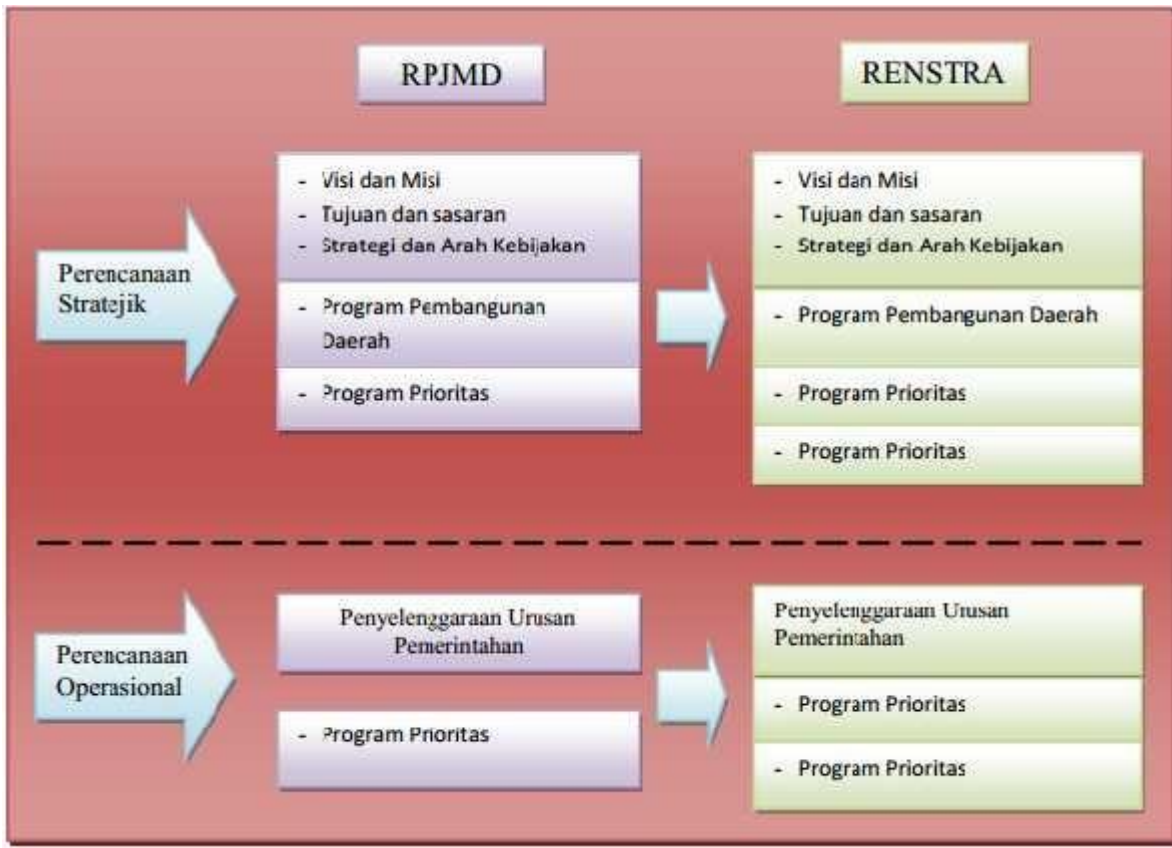 RPJMD
RENSTRA
Perencanaan
Stratejik
- Visi dan Misi
- Tujuan dan sasaran
- Strategi dan Arah Kebijakan
- Program Pembangunan
Daerah
- Program Prioritas
- Visi dan Misi
- Tujuan dan sasaran
- Strategi dan Arah Kebijakan
- Program Pembangunan Daerah
- Program Prioritas
- Program Prioritas
Perencanaan
Operasional
Penyelenggaraan Urusan
Pemerintahan
- Program Prioritas
Penyelenggaraan Urusan
Pemerintahan
- Program Prioritas
- Program Prioritas